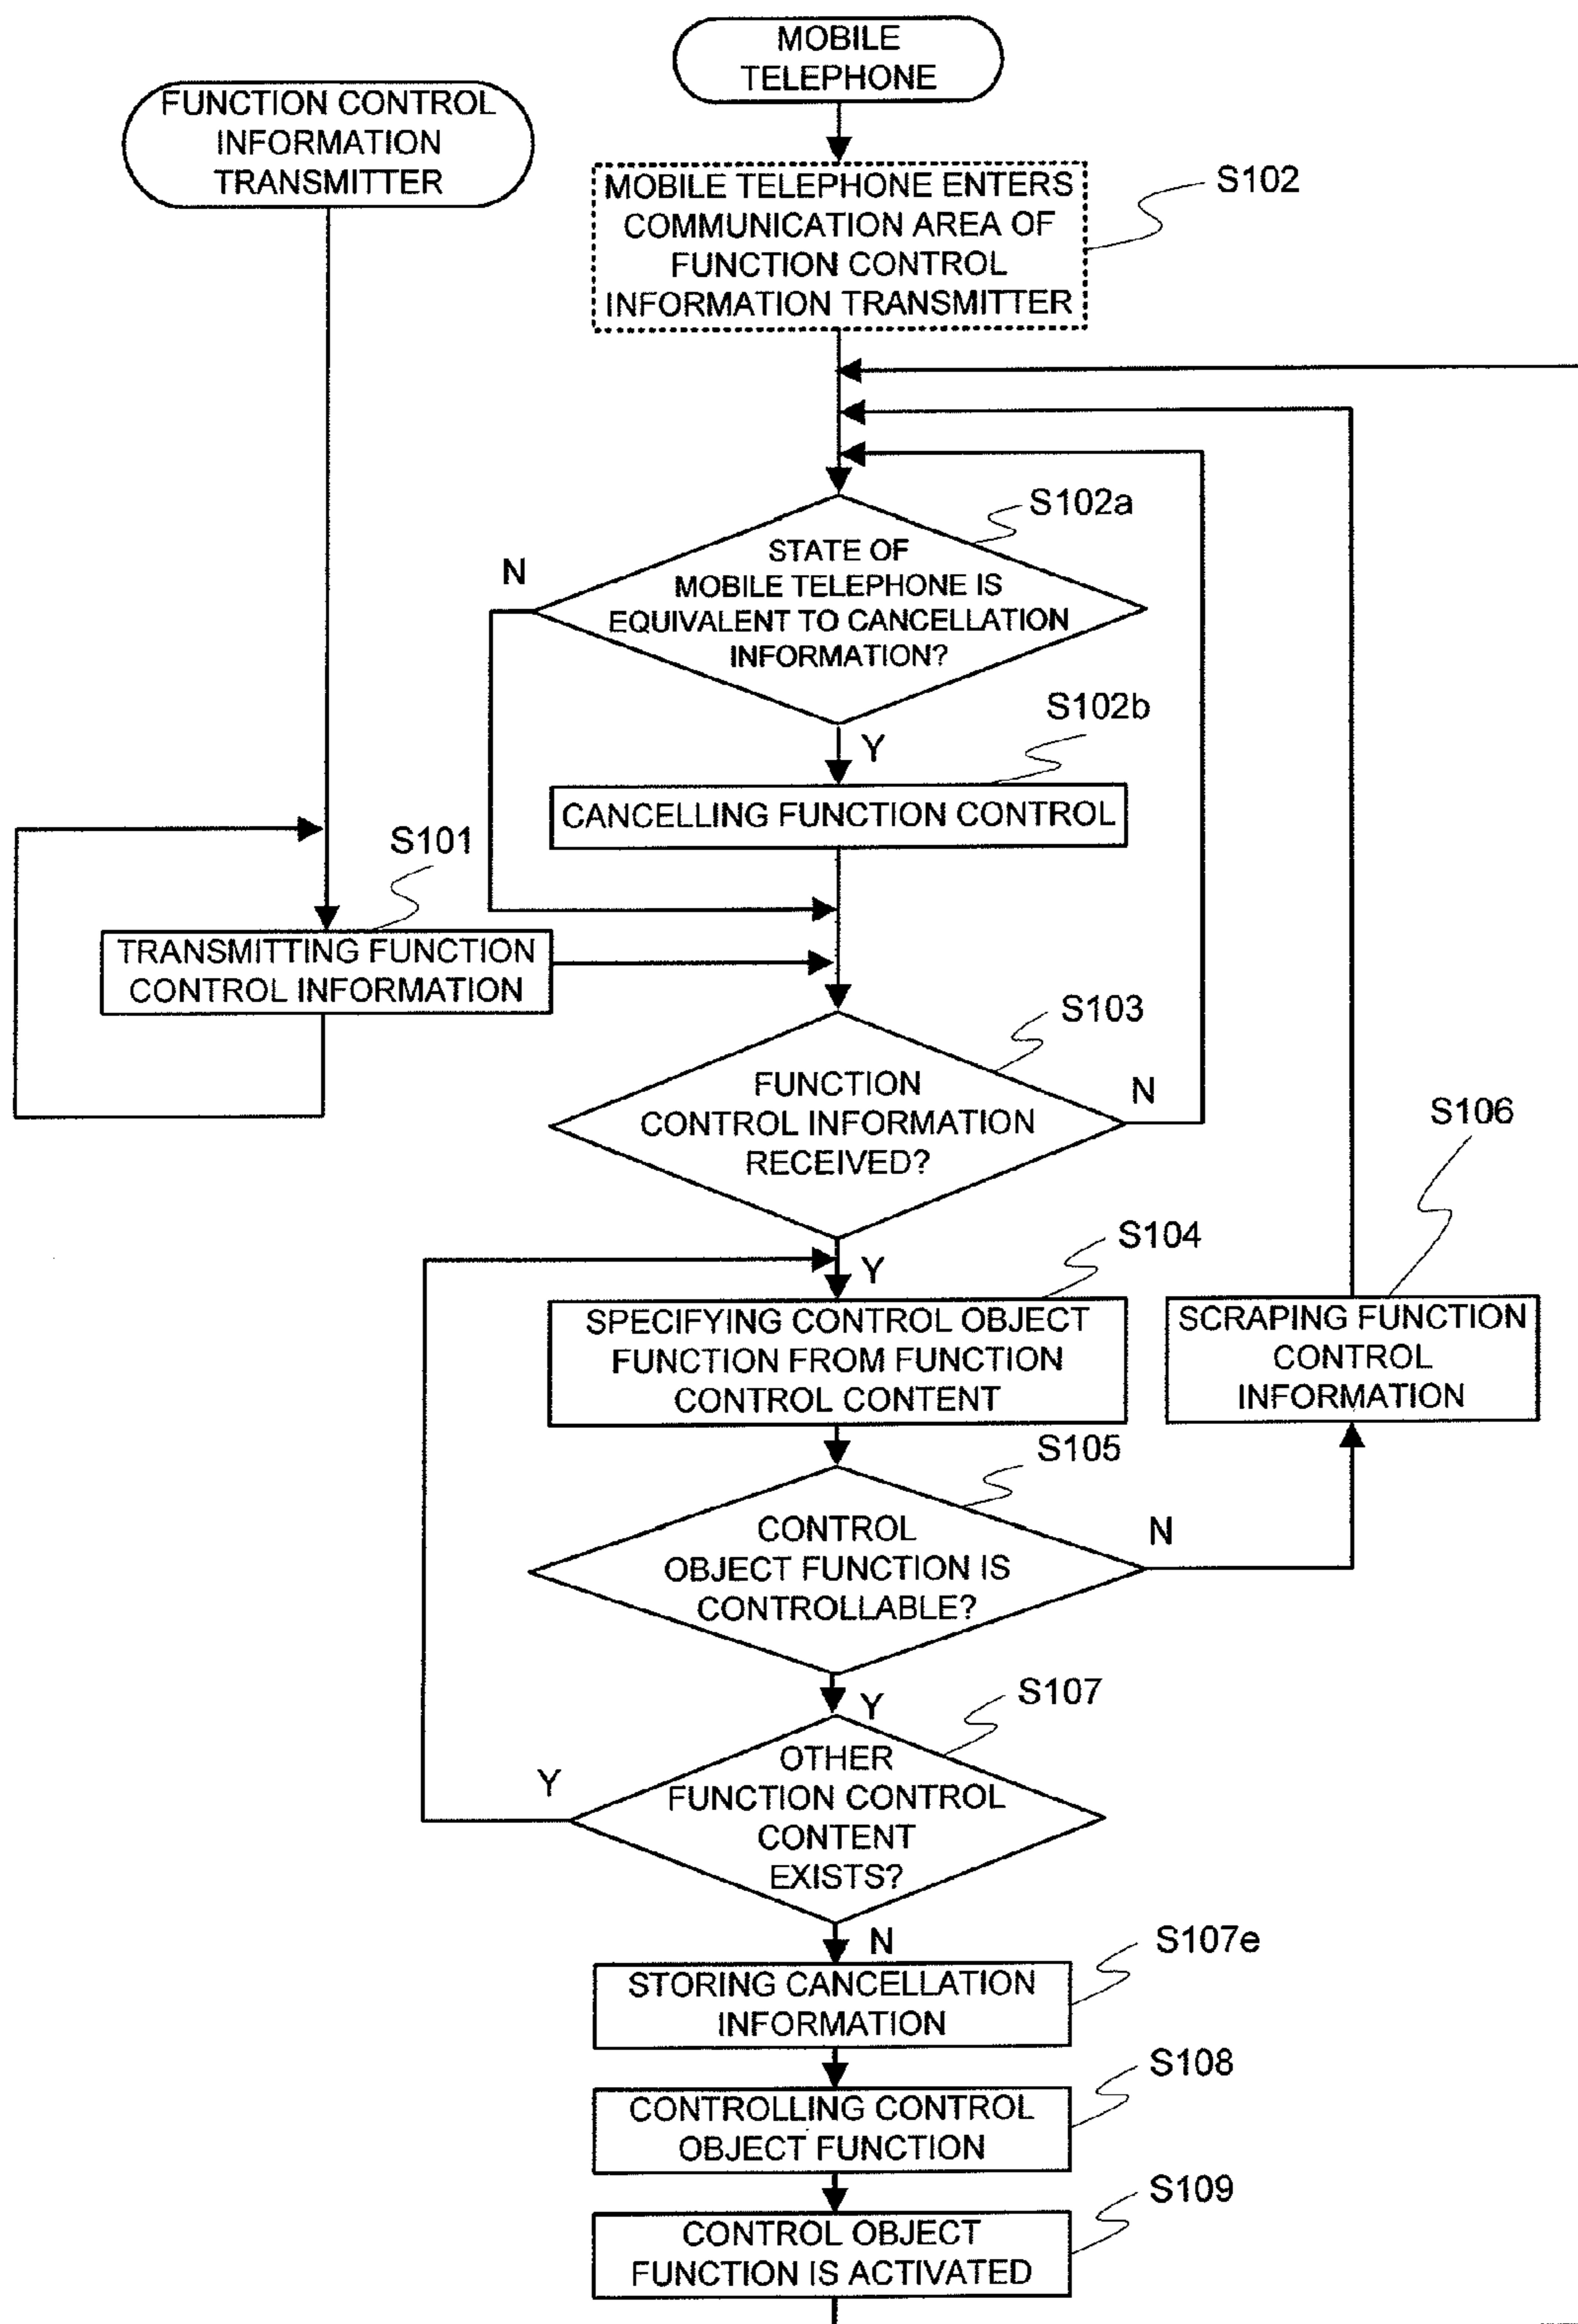 MOBILE
TELEPHONE
FUNCTION CONTROL
INFORMATION
TRANSMITTER
MOBILE TELEPHONE ENTERS
COMMUNICATION AREA OF
FUNCTION CONTROL
INFORMATION TRANSMITTER
S102
S102a
STATE OF
MOBILE TELEPHONE IS
EQUIVALENT TO CANCELLATION
INFORMATION?
N
Y
S102b
CANCELLING FUNCTION CONTROL
S101
TRANSMITTING FUNCTION
CONTROL INFORMATION
S103
FUNCTION
CONTROL INFORMATION
RECEIVED?
N
Y
S104
SPECIFYING CONTROL OBJECT
FUNCTION FROM FUNCTION
CONTROL CONTENT
S106
SCRAPING FUNCTION
CONTROL
INFORMATION
S105
CONTROL
OBJECT FUNCTION IS
CONTROLLABLE?
N
Y
S107
OTHER
FUNCTION CONTROL
CONTENT
EXISTS?
Y
N
S107e
STORING CANCELLATION
INFORMATION
S108
CONTROLLING CONTROL
OBJECT FUNCTION
S109
CONTROL OBJECT
FUNCTION IS ACTIVATED